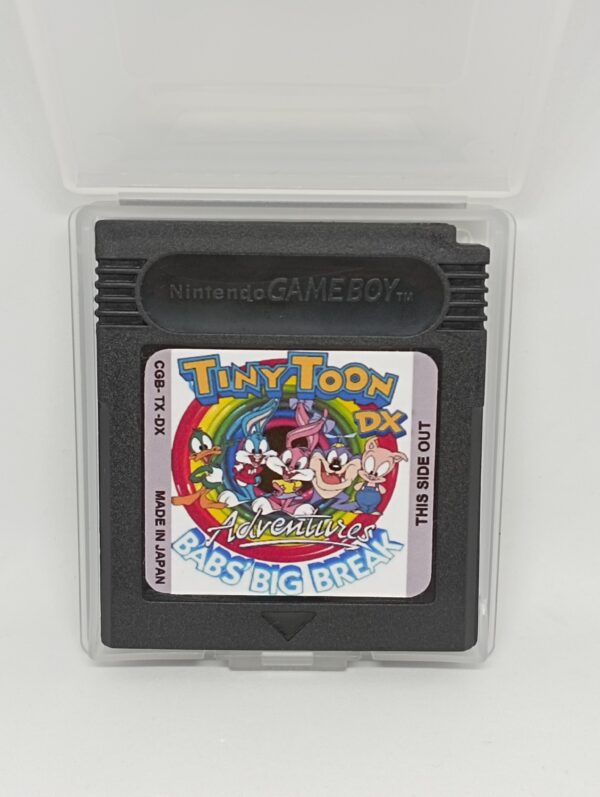 Nintendo GAME BOY TM
TINY TOON
DX
Adventures
BABS' BIG BREAK
CGB- TX-DX
MADE IN JAPAN
THIS SIDE OUT